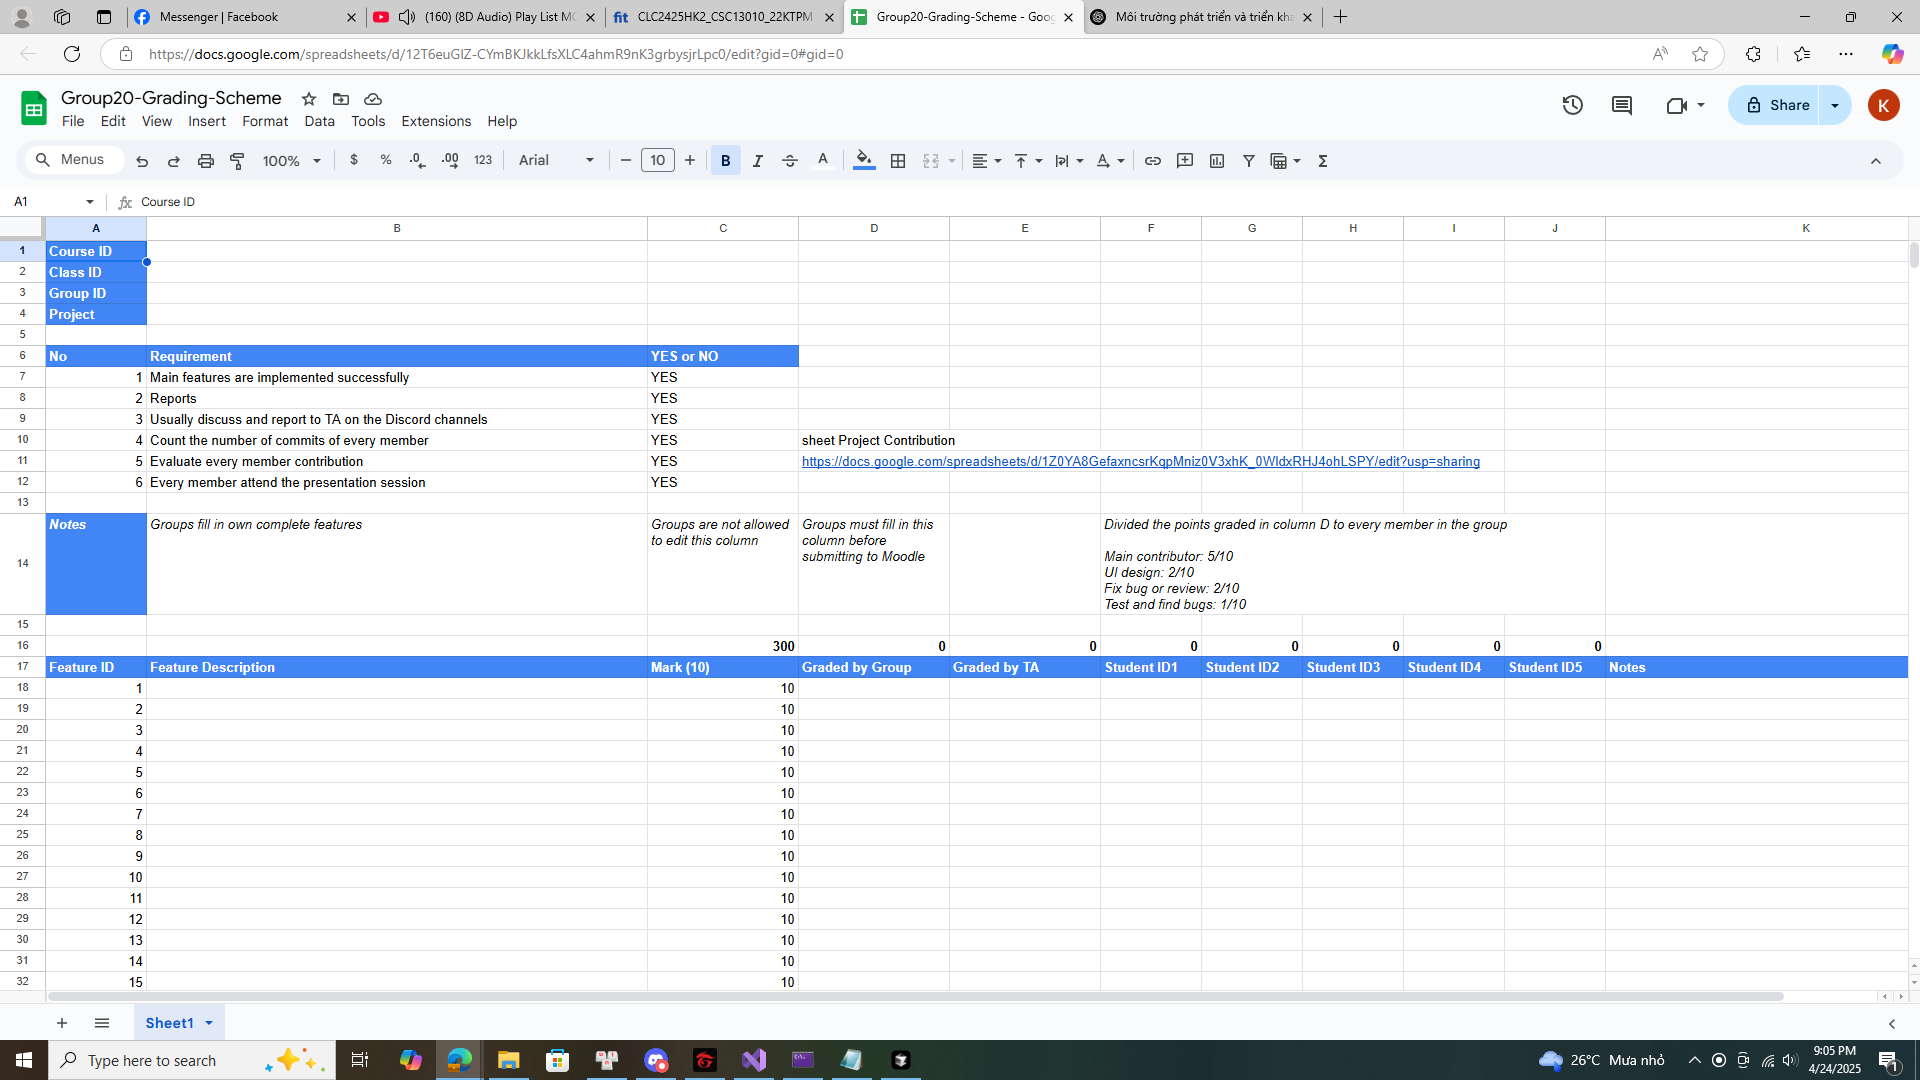 Messenger | Facebook
(160) (8D Audio) Play List M
CLC2425HK2_CSC13010_22KTPM
Group20-Grading-Scheme - Goo
Môi trường phát triển và triển kh
https://docs.google.com/spreadsheets/d/12T6euGlZ-CYmBKJkkLfsXLC4ahmR9nK3grbysjrLpc0/edit?gid=0#gid=0
Group20-Grading-Scheme
File Edit View Insert Format Data Tools Extensions Help
Share
K
Menus
100%
$ % .0 .00 123
Arial
10
B I A
A1
fx Course ID
A B C D E F G H I J K
1 Course ID
2 Class ID
3 Group ID
4 Project
5
6 No Requirement YES or NO
7 1 Main features are implemented successfully YES
8 2 Reports YES
9 3 Usually discuss and report to TA on the Discord channels YES
10 4 Count the number of commits of every member YES sheet Project Contribution
11 5 Evaluate every member contribution YES https://docs.google.com/spreadsheets/d/1Z0YA8GefaxncsrKqpMniz0V3xhK_0WldxRHJ4ohLSPY/edit?usp=sharing
12 6 Every member attend the presentation session YES
13
14 Notes
Groups fill in own complete features
Groups are not allowed
to edit this column
Groups must fill in this
column before
submitting to Moodle
Divided the points graded in column D to every member in the group
Main contributor: 5/10
UI design: 2/10
Fix bug or review: 2/10
Test and find bugs: 1/10
15
16 300 0 0 0 0 0 0 0
17 Feature ID Feature Description Mark (10) Graded by Group Graded by TA Student ID1 Student ID2 Student ID3 Student ID4 Student ID5 Notes
18 1 10
19 2 10
20 3 10
21 4 10
22 5 10
23 6 10
24 7 10
25 8 10
26 9 10
27 10 10
28 11 10
29 12 10
30 13 10
31 14 10
32 15 10
Sheet1
Type here to search
26°C Mưa nhỏ
9:05 PM
4/24/2025
1